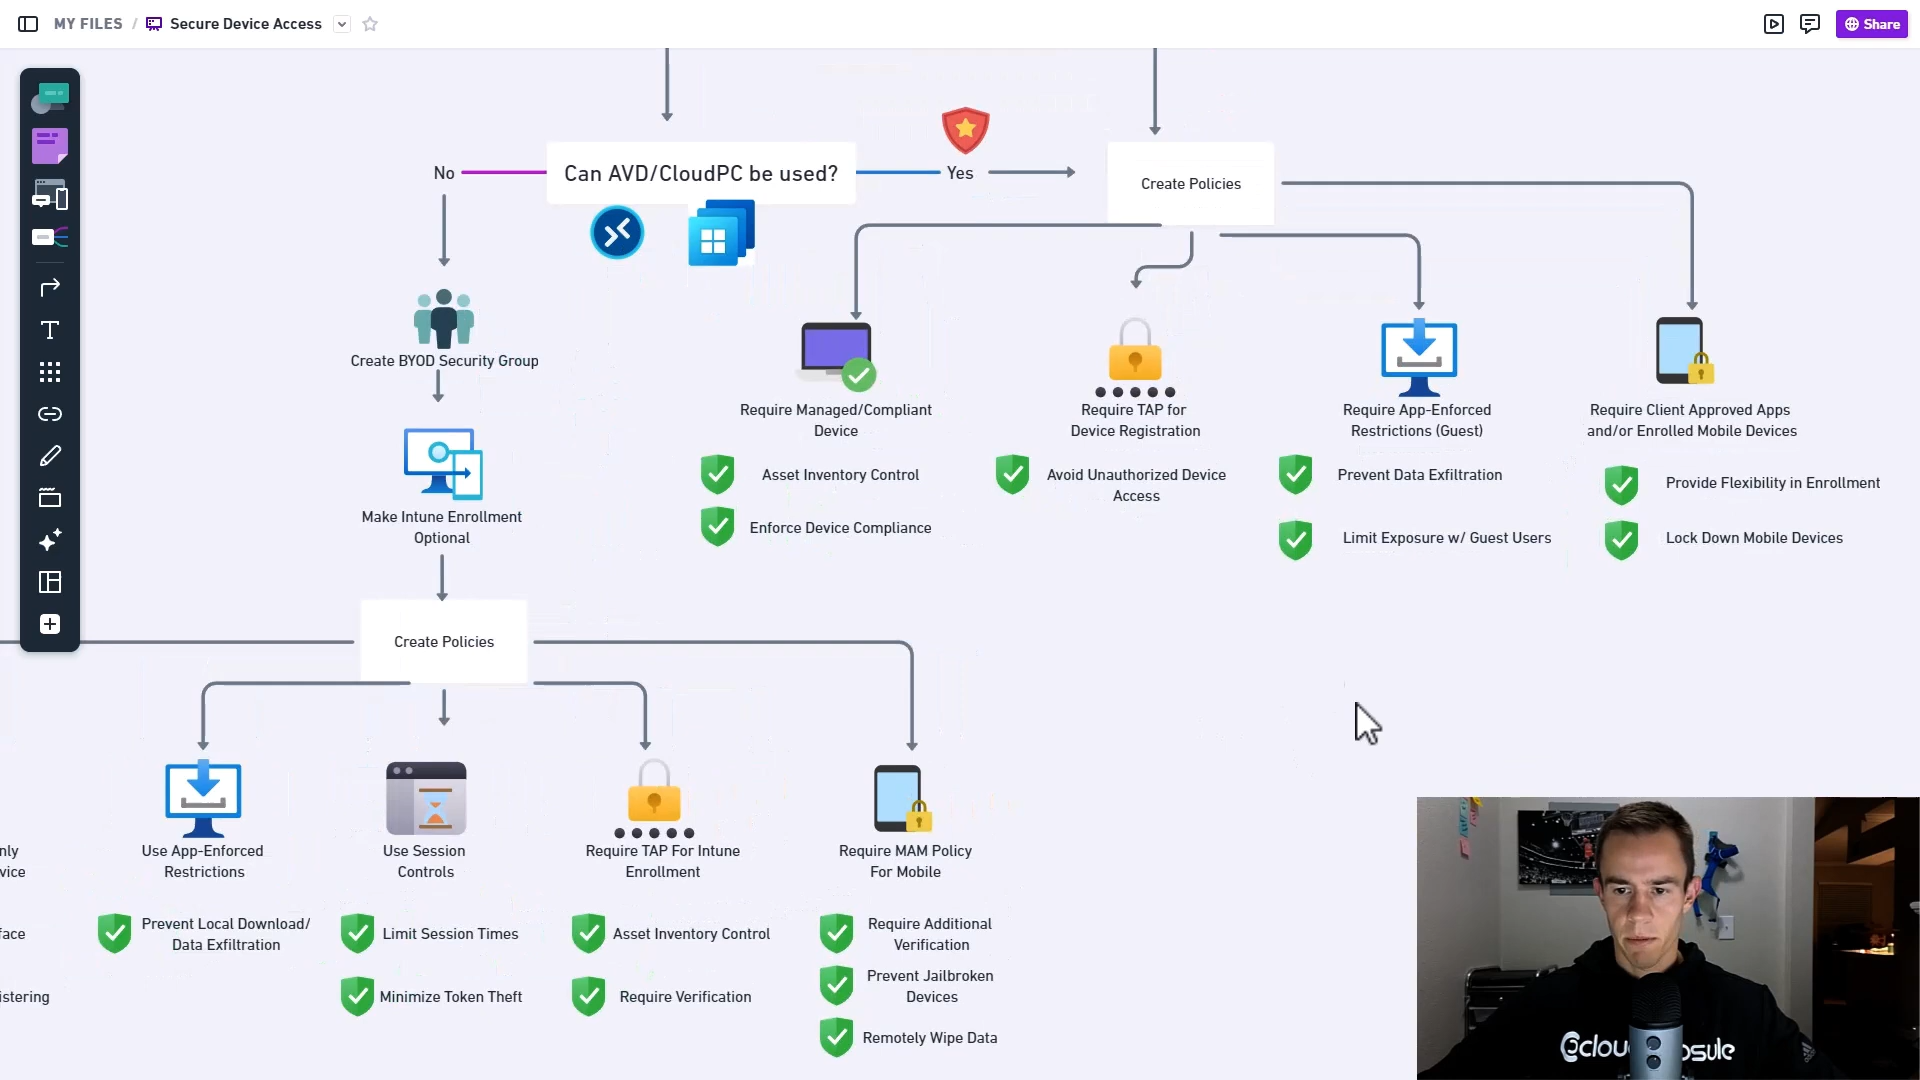 MY FILES / Secure Device Access
Share
No
Can AVD/CloudPC be used?
Yes
Create Policies
Create BYOD Security Group
Make Intune Enrollment
Optional
Require Managed/Compliant
Device
Asset Inventory Control
Enforce Device Compliance
Require TAP for
Device Registration
Avoid Unauthorized Device
Access
Require App-Enforced
Restrictions (Guest)
Prevent Data Exfiltration
Limit Exposure w/ Guest Users
Require Client Approved Apps
and/or Enrolled Mobile Devices
Provide Flexibility in Enrollment
Lock Down Mobile Devices
Create Policies
nly
vice
face
istering
Use App-Enforced
Restrictions
Prevent Local Download/
Data Exfiltration
Use Session
Controls
Limit Session Times
Minimize Token Theft
Require TAP For Intune
Enrollment
Asset Inventory Control
Require Verification
Require MAM Policy
For Mobile
Require Additional
Verification
Prevent Jailbroken
Devices
Remotely Wipe Data